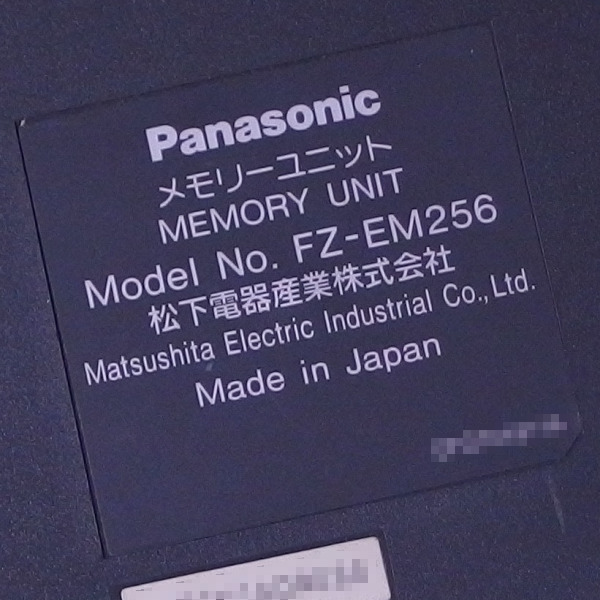 Panasonic
メモリーユニット
MEMORY UNIT
Model No. FZ-EM256
松下電器産業株式会社
Matsushita Electric Industrial Co., Ltd.
Made in Japan